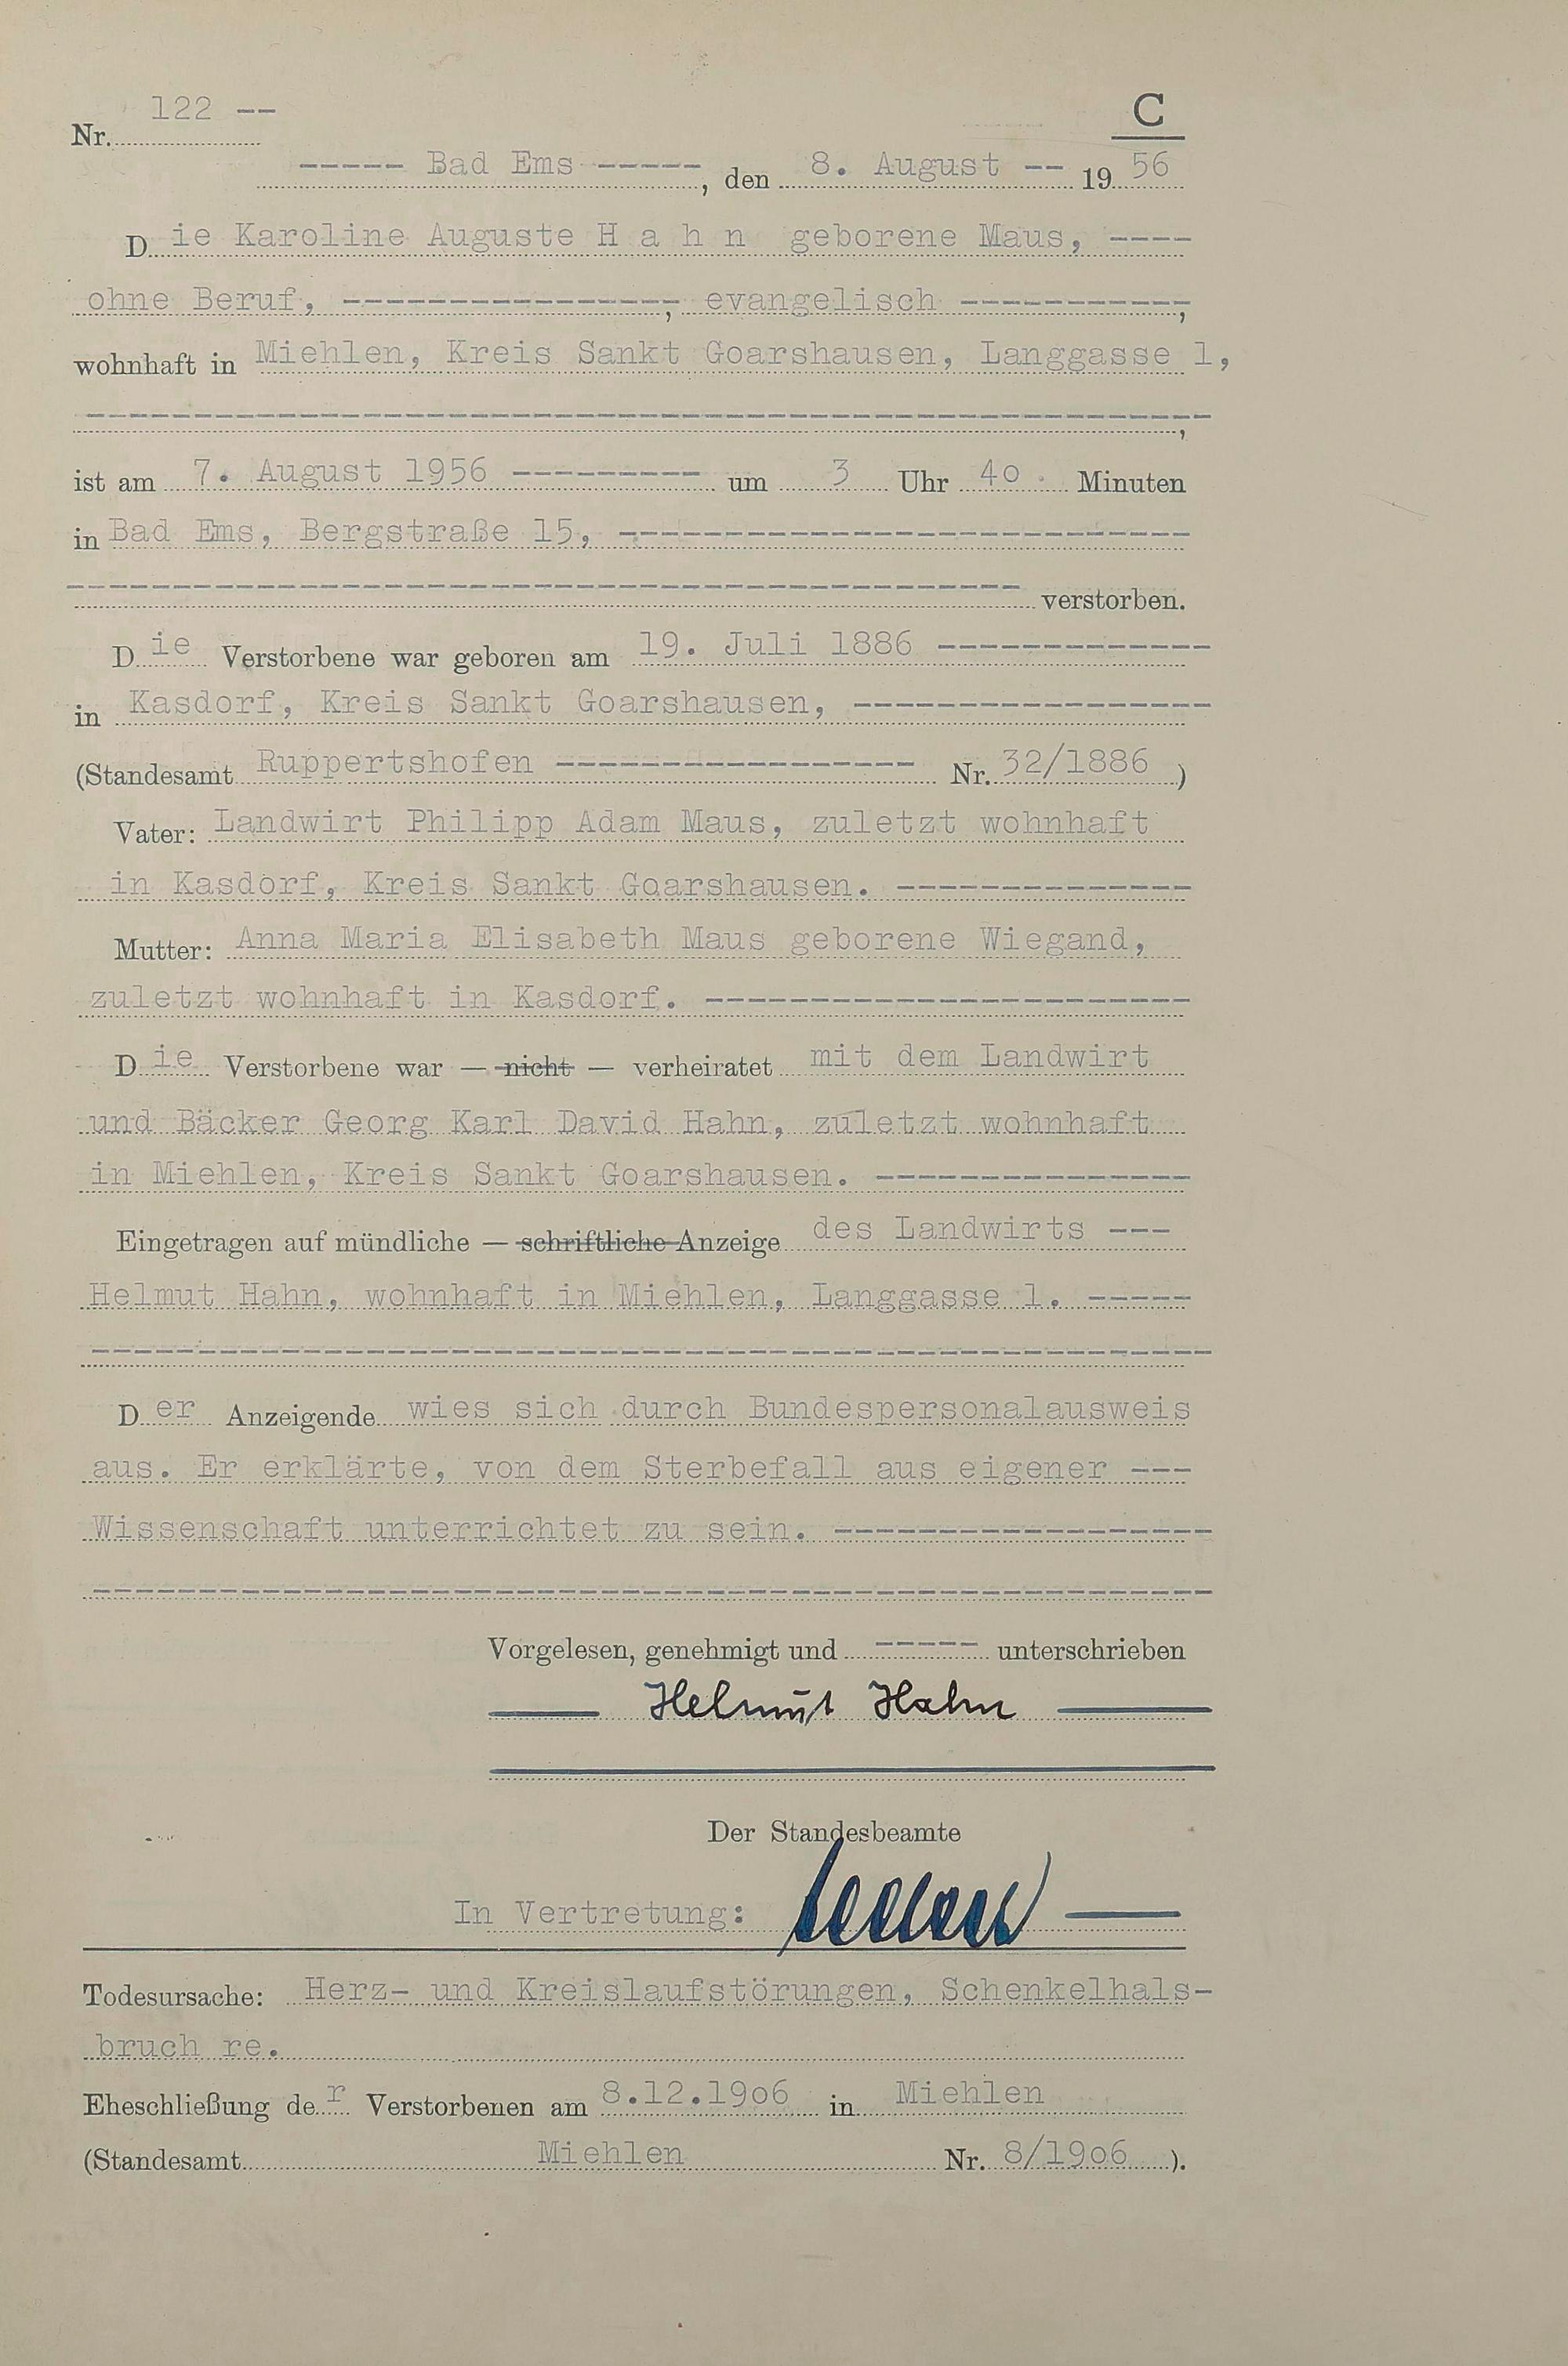 C
Nr. 122 --
----- Bad Ems -----, den 8. August -- 19 56
Die Karoline Auguste H a h n geborene Maus, ----
ohne Beruf, ----------------, evangelisch -----------,
wohnhaft in Miehlen, Kreis Sankt Goarshausen, Langgasse 1,
-----------------------------------------------------,
ist am 7. August 1956 --------- um 3 Uhr 4o Minuten
in Bad Ems, Bergstraße 15, ---------------------------
--------------------------------------------- verstorben.
Die Verstorbene war geboren am 19. Juli 1886 -------------
in Kasdorf, Kreis Sankt Goarshausen, -----------------
(Standesamt Ruppertshofen ----------------- Nr. 32/1886 )
Vater: Landwirt Philipp Adam Maus, zuletzt wohnhaft
in Kasdorf, Kreis Sankt Goarshausen. --------------
Mutter: Anna Maria Elisabeth Maus geborene Wiegand,
zuletzt wohnhaft in Kasdorf. -----------------------
Die Verstorbene war — nicht — verheiratet mit dem Landwirt
und Bäcker Georg Karl David Hahn, zuletzt wohnhaft
in Miehlen, Kreis Sankt Goarshausen. ---------------
Eingetragen auf mündliche — schriftliche Anzeige des Landwirts ---
Helmut Hahn, wohnhaft in Miehlen, Langgasse 1. -----
-----------------------------------------------------
Der Anzeigende wies sich durch Bundespersonalausweis
aus. Er erklärte, von dem Sterbefall aus eigener ---
Wissenschaft unterrichtet zu sein. ------------------
-----------------------------------------------------
Vorgelesen, genehmigt und ----- unterschrieben
Helmut Hahn
Der Standesbeamte
In Vertretung:
Todesursache: Herz- und Kreislaufstörungen, Schenkelhals-
bruch re.
Eheschließung der Verstorbenen am 8.12.19o6 in Miehlen
(Standesamt Miehlen Nr. 8/19o6 ).